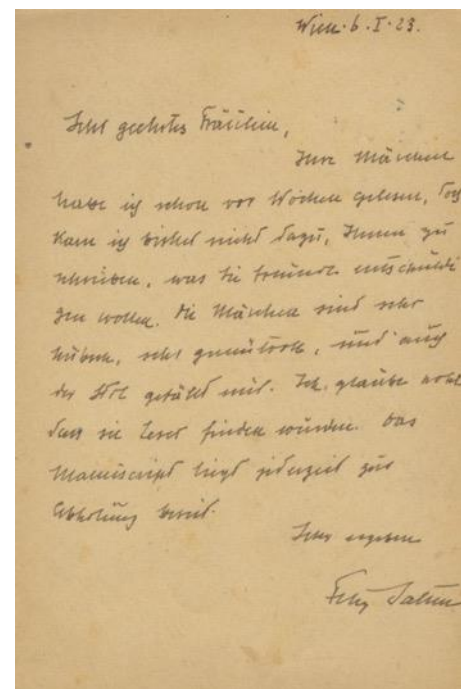 Wien. 6. I. 23.
Sehr geehrtes Fräulein,
Ihre Märchen
habe ich schon vor Wochen gelesen, doch
kam ich bisher nicht dazu, Ihnen zu
schreiben, was Sie freundl. entschuldi
gen wollen. Die Märchen sind sehr
hübsch, sehr gemütvoll, und auch
der Stil gefällt mir. Ich glaube wohl
dass sie Leser finden würden. Das
Manuscript liegt jederzeit zur
Abholung bereit.
Sehr ergeben
Felix Salten